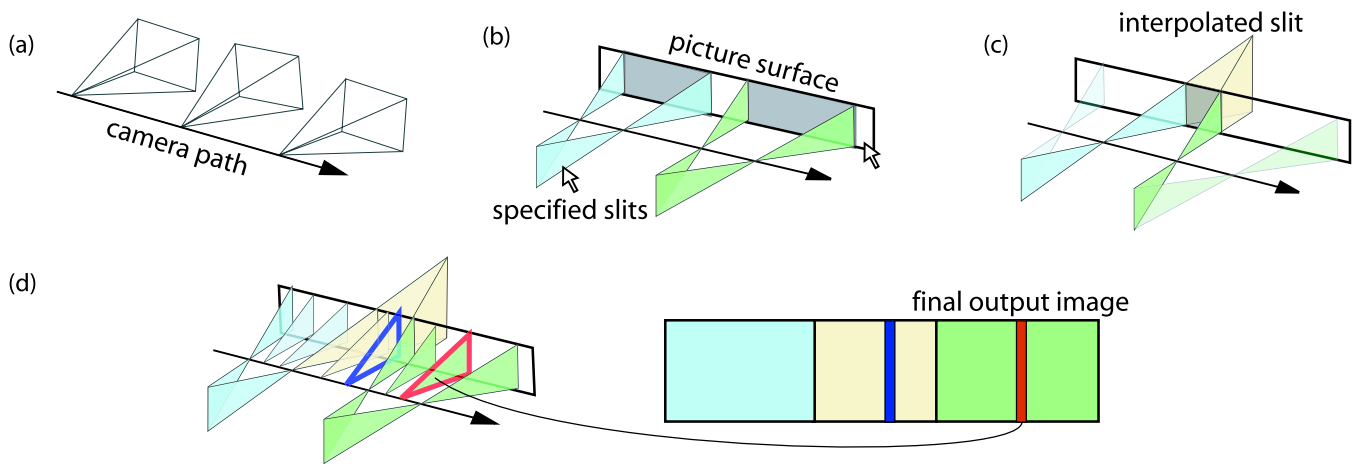 (a)
camera path
(b)
picture surface
specified slits
(c)
interpolated slit
(d)
final output image